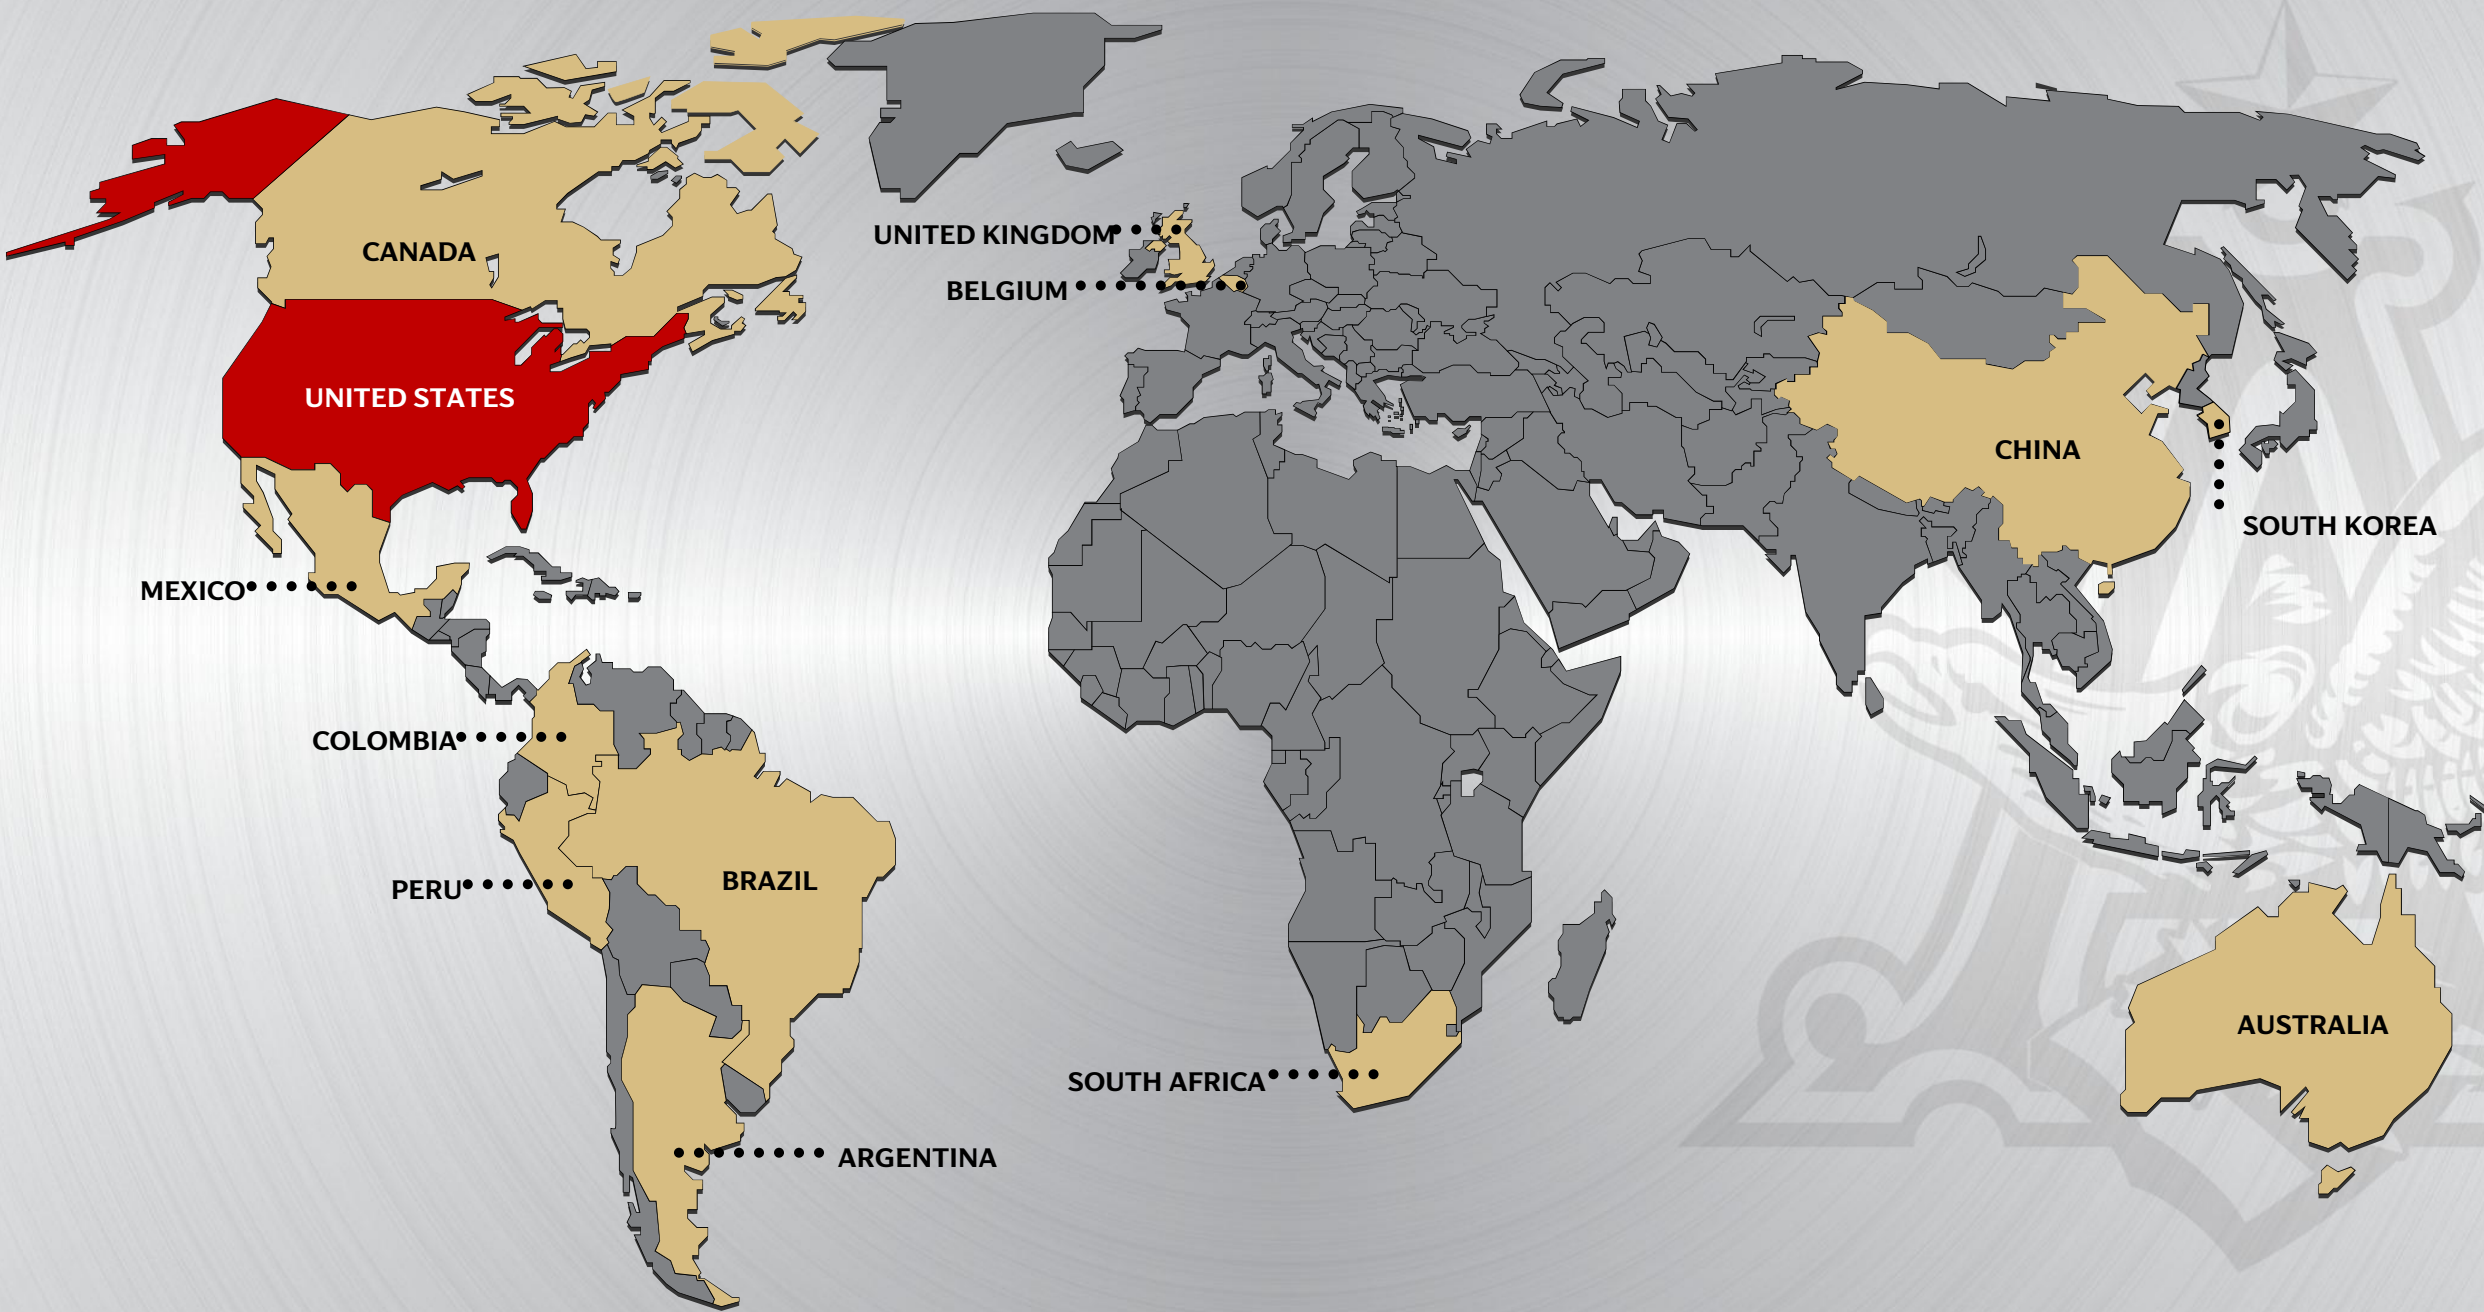 UNITED KINGDOM
CANADA
BELGIUM
UNITED STATES
CHINA
SOUTH KOREA
MEXICO
COLOMBIA
PERU
BRAZIL
AUSTRALIA
SOUTH AFRICA
ARGENTINA